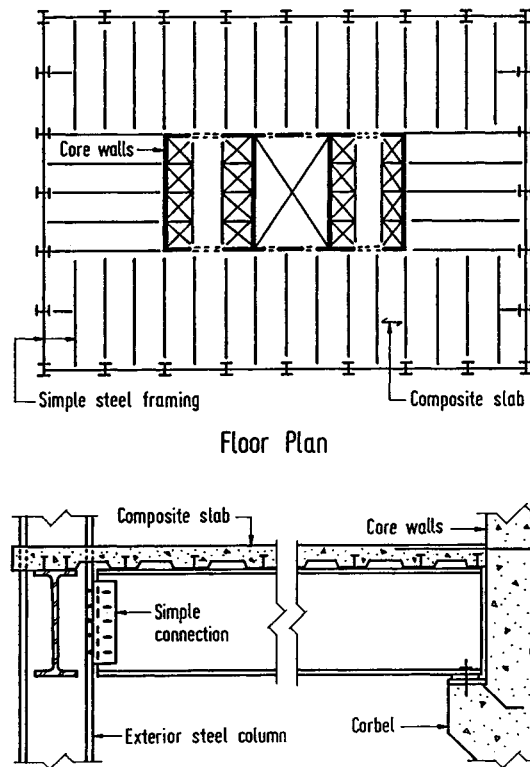 Core walls
Simple steel framing
Composite slab
Floor Plan
Composite slab
Core walls
Simple
connection
Exterior steel column
Corbel